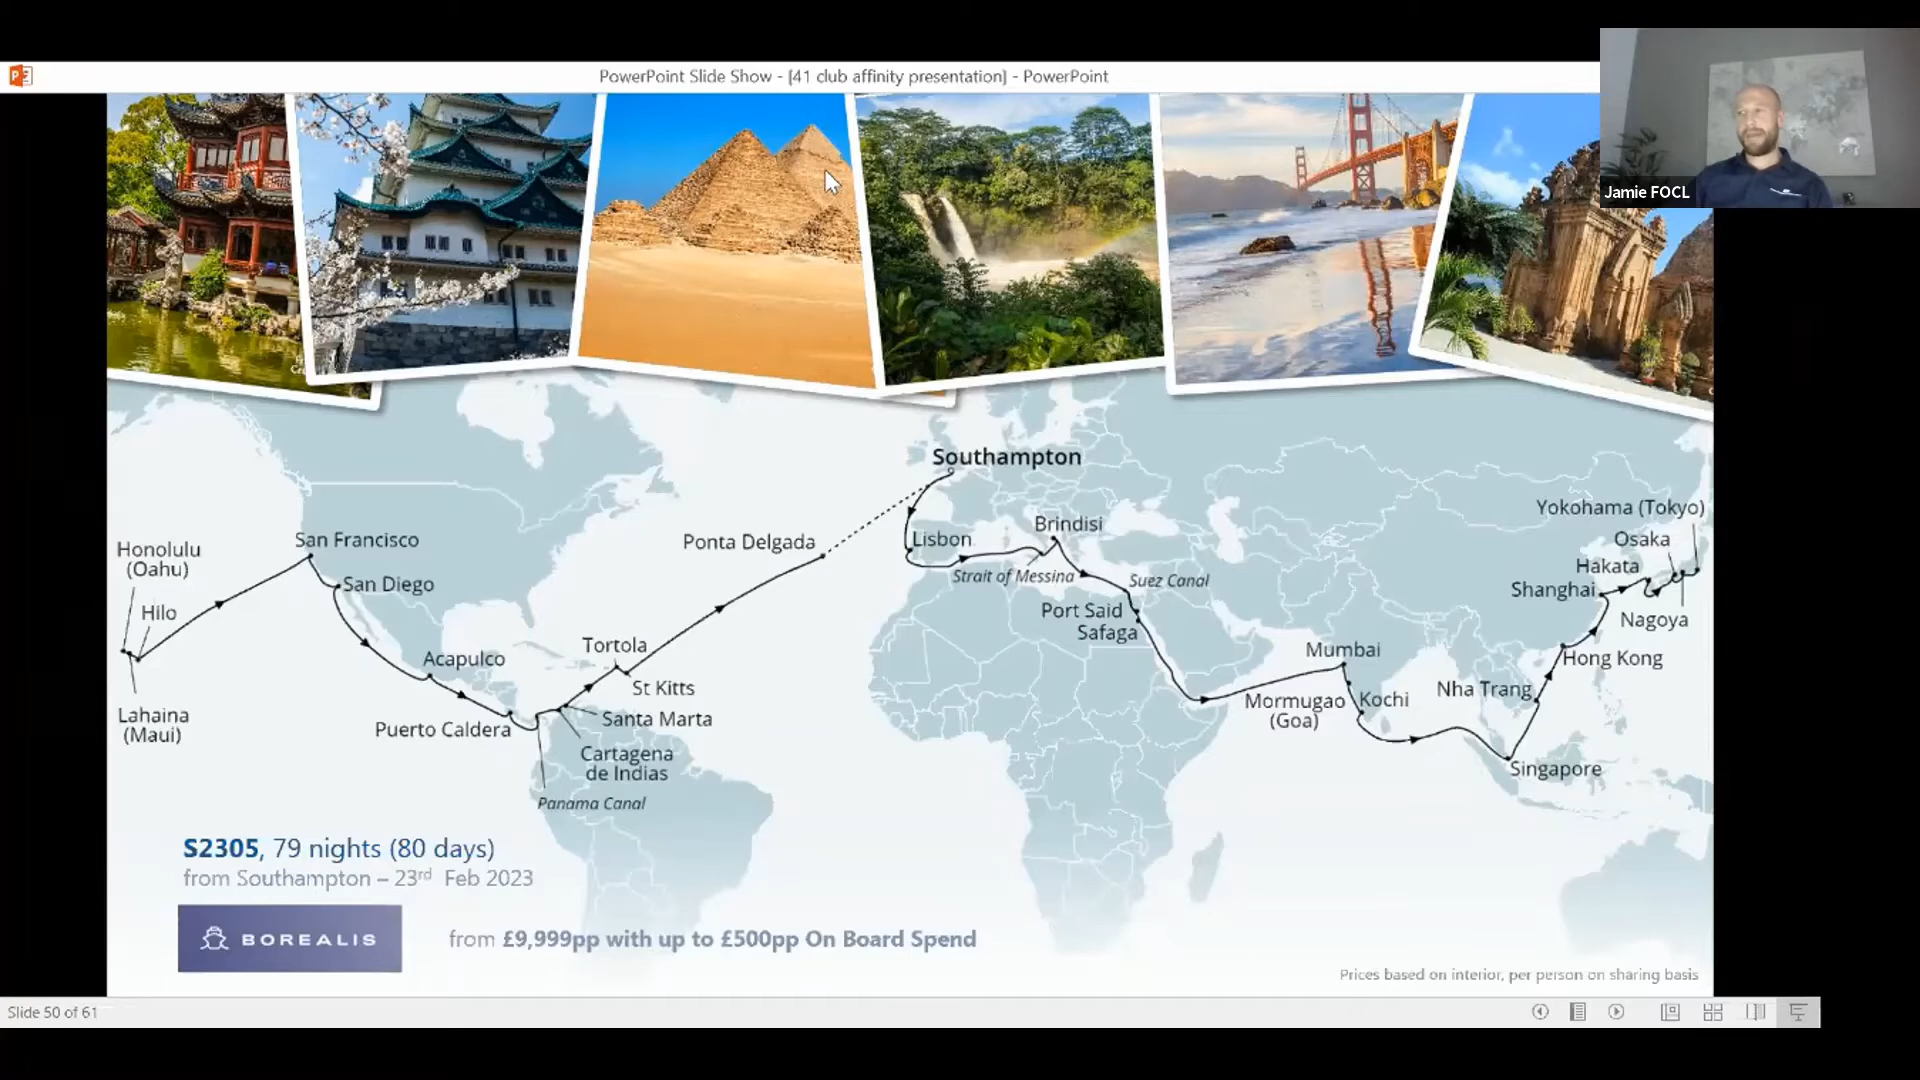 PowerPoint Slide Show - [41 club affinity presentation] - PowerPoint
Jamie FOCL
Southampton
Yokohama (Tokyo)
Brindisi
Osaka
San Francisco
Ponta Delgada
Lisbon
Honolulu
(Oahu)
Hakata
Strait of Messina
Suez Canal
San Diego
Shanghai
Hilo
Port Said
Nagoya
Safaga
Tortola
Mumbai
Acapulco
Hong Kong
St Kitts
Nha Trang
Kochi
Mormugao
(Goa)
Lahaina
(Maui)
Santa Marta
Puerto Caldera
Cartagena
de Indias
Singapore
Panama Canal
S2305, 79 nights (80 days)
from Southampton – 23rd Feb 2023
BOREALIS
from £9,999pp with up to £500pp On Board Spend
Prices based on interior, per person on sharing basis
Slide 50 of 61